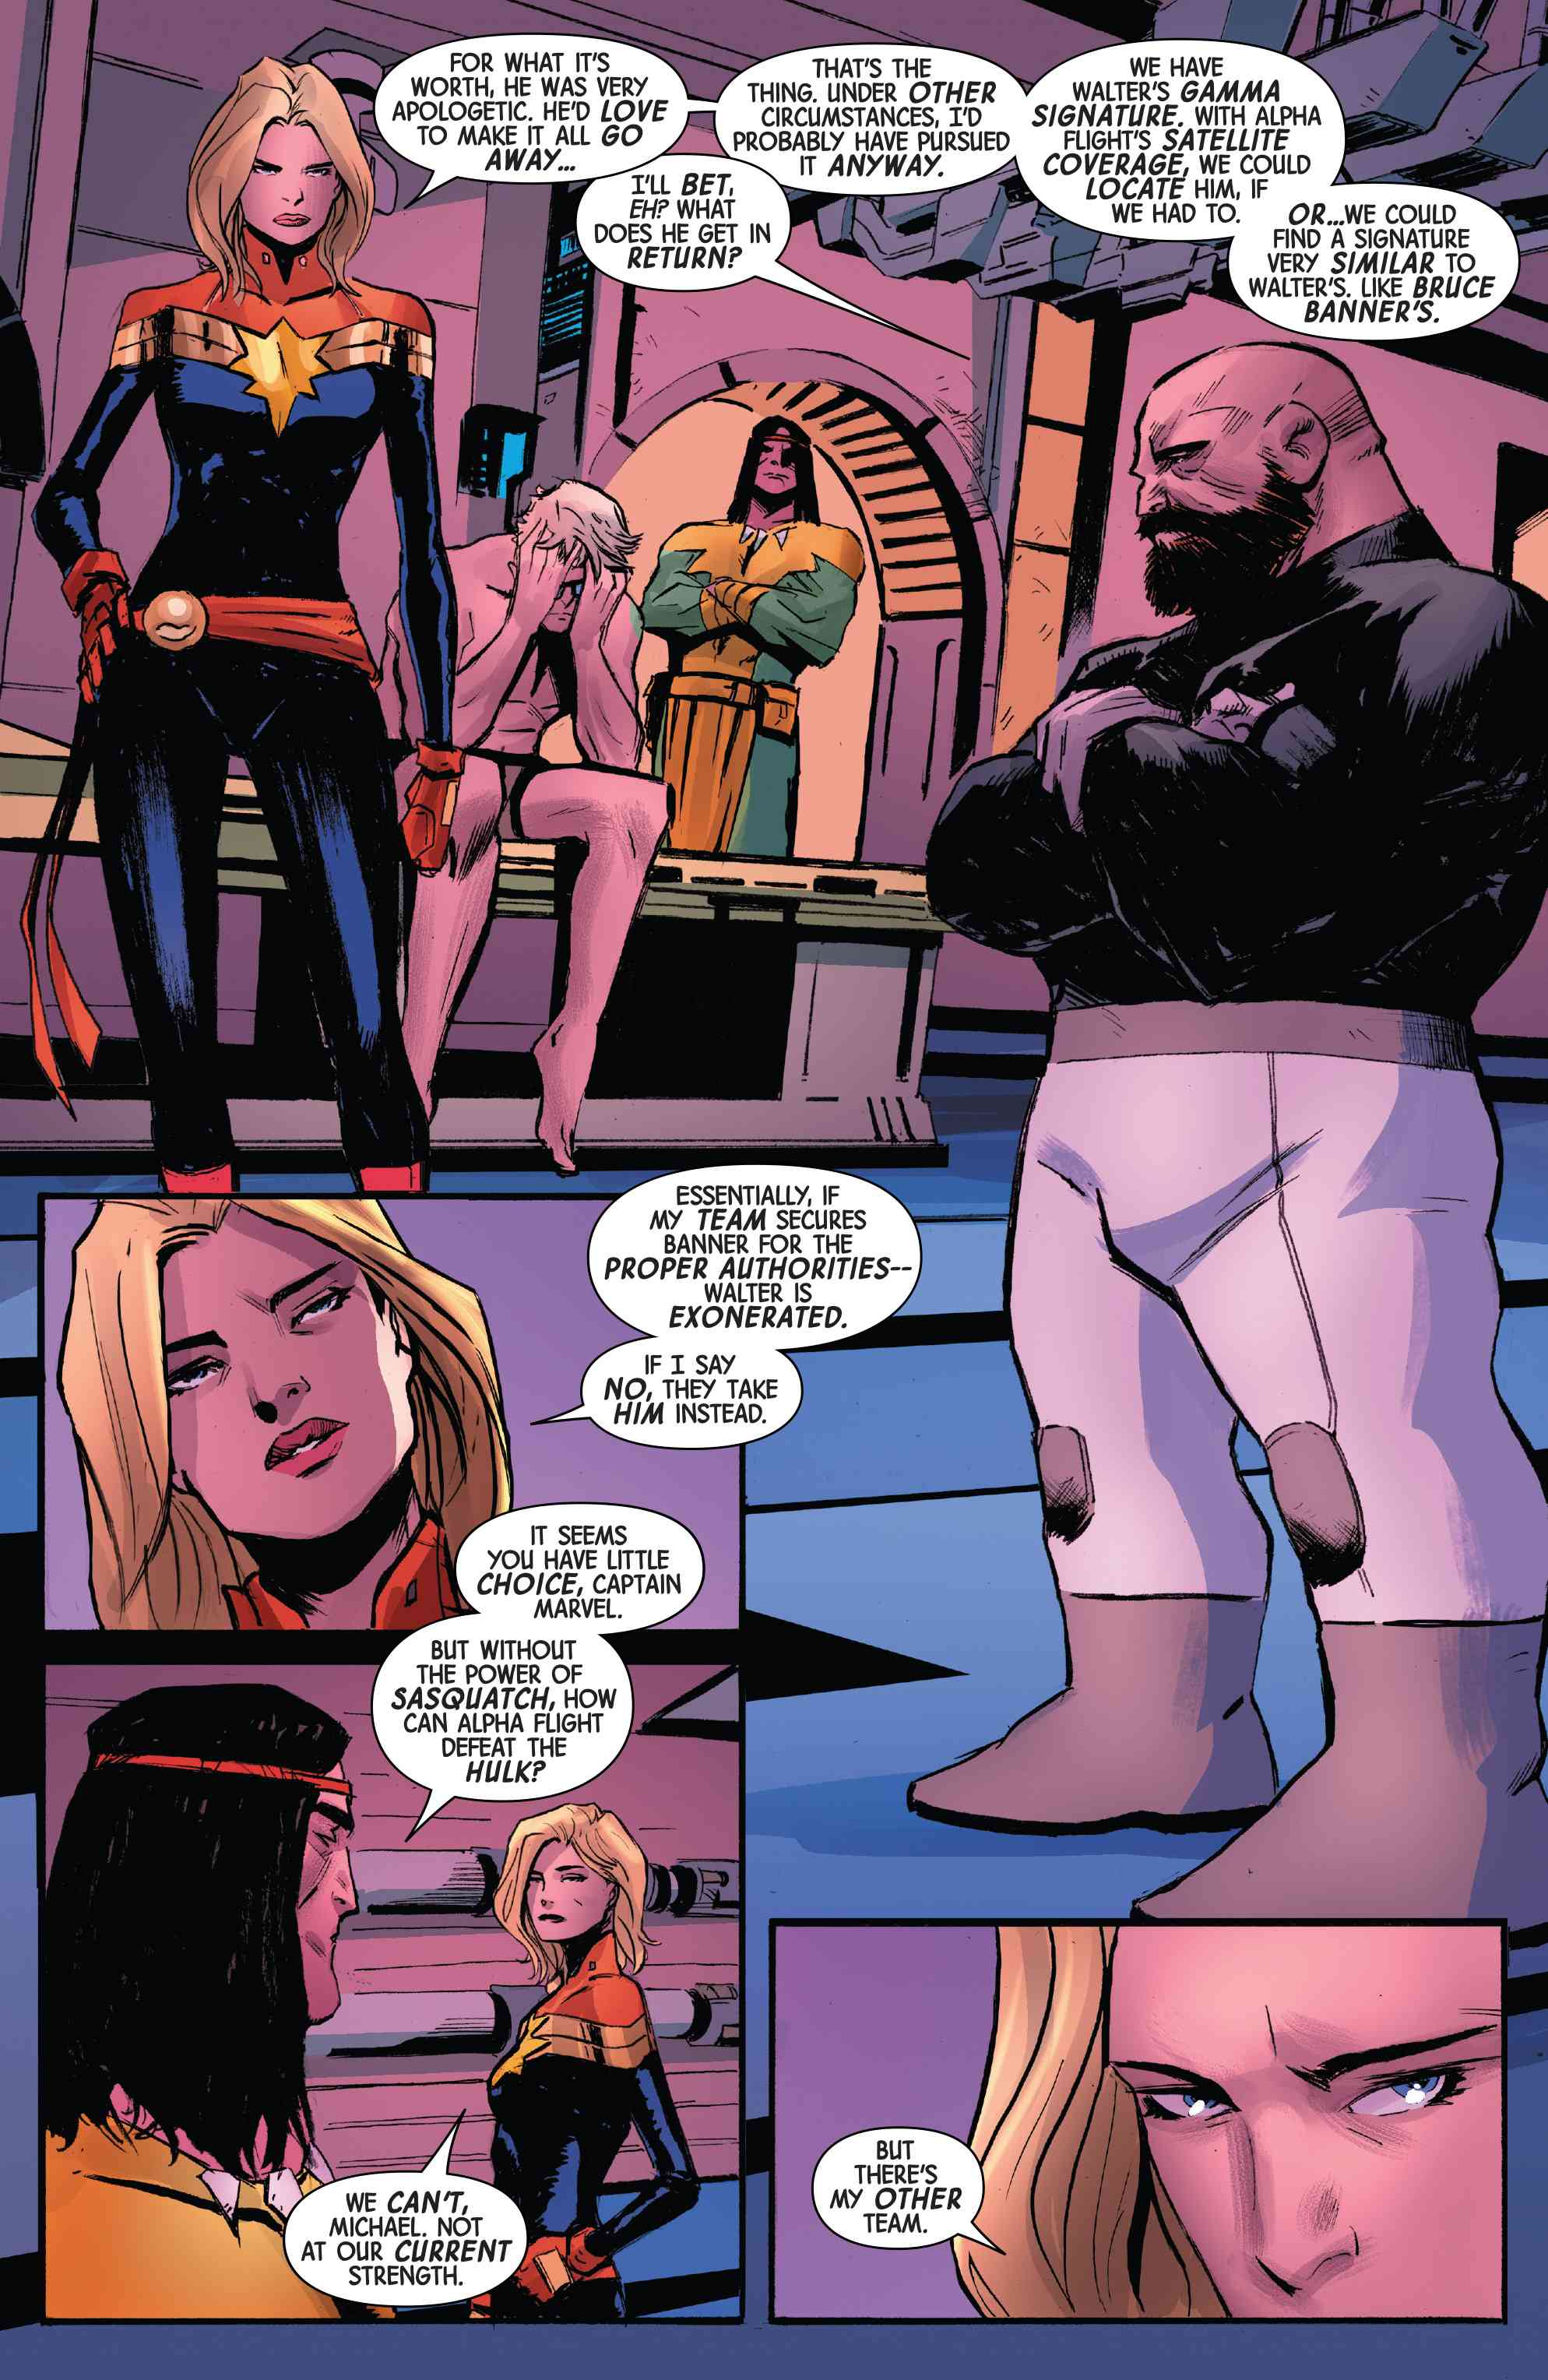 FOR WHAT IT'S
WORTH, HE WAS VERY
APOLOGETIC. HE'D LOVE
TO MAKE IT ALL GO
AWAY...
I'LL BET,
EH? WHAT
DOES HE GET IN
RETURN?
THAT'S THE
THING. UNDER OTHER
CIRCUMSTANCES, I'D
PROBABLY HAVE PURSUED
IT ANYWAY.
WE HAVE
WALTER'S GAMMA
SIGNATURE. WITH ALPHA
FLIGHT'S SATELLITE
COVERAGE, WE COULD
LOCATE HIM, IF
WE HAD TO.
OR...WE COULD
FIND A SIGNATURE
VERY SIMILAR TO
WALTER'S. LIKE BRUCE
BANNER'S.
ESSENTIALLY, IF
MY TEAM SECURES
BANNER FOR THE
PROPER AUTHORITIES--
WALTER IS
EXONERATED.
IF I SAY
NO, THEY TAKE
HIM INSTEAD.
IT SEEMS
YOU HAVE LITTLE
CHOICE, CAPTAIN
MARVEL.
BUT WITHOUT
THE POWER OF
SASQUATCH, HOW
CAN ALPHA FLIGHT
DEFEAT THE
HULK?
WE CAN'T,
MICHAEL. NOT
AT OUR CURRENT
STRENGTH.
BUT
THERE'S
MY OTHER
TEAM.